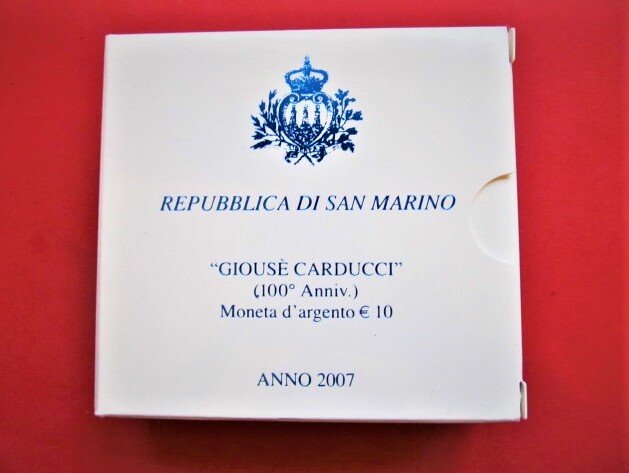 REPUBBLICA DI SAN MARINO
“GIOUSÈ CARDUCCI”
(100° Anniv.)
Moneta d’argento € 10
ANNO 2007